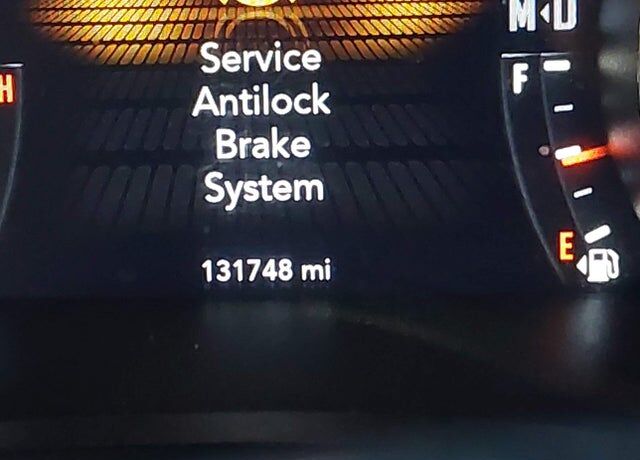 M◂D
Service
F
H
Antilock
Brake
System
E
131748 mi